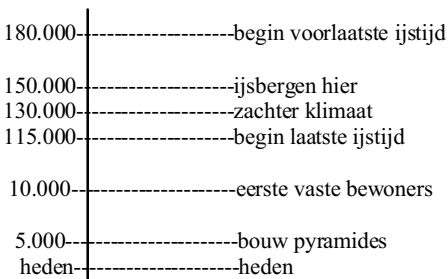 180.000 begin voorlaatste ijstijd
150.000 ijsbergen hier
130.000 zachter klimaat
115.000 begin laatste ijstijd
10.000 eerste vaste bewoners
5.000 bouw pyramides
heden heden